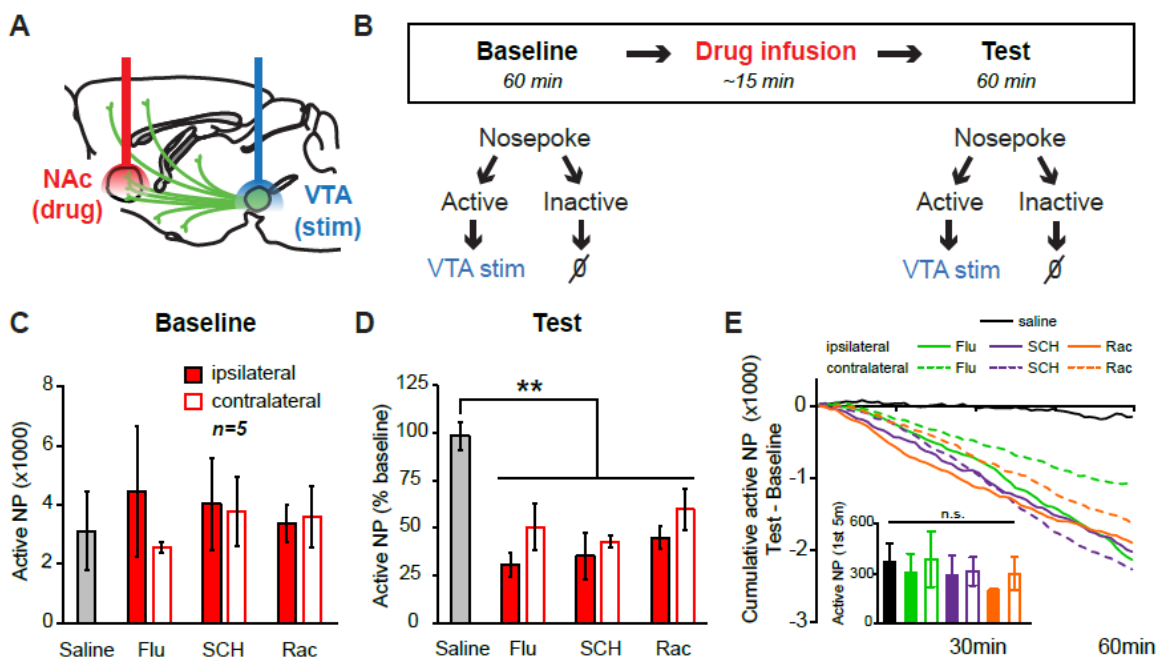 A
NAc
(drug)
VTA
(stim)
B
Baseline
60 min
Drug infusion
~15 min
Test
60 min
Nosepoke
Active
Inactive
VTA stim
0
Nosepoke
Active
Inactive
VTA stim
0
C
Baseline
ipsilateral
contralateral
n=5
Active NP (x1000)
8
6
4
2
0
Saline
Flu
SCH
Rac
D
Test
**
Active NP (% baseline)
125
100
75
50
25
0
Saline
Flu
SCH
Rac
E
saline
ipsilateral Flu SCH Rac
contralateral Flu SCH Rac
Cumulative active NP (x1000)
Test - Baseline
0
-1
-2
-3
n.s.
Active NP (1st 5m)
600
300
0
30min
60min